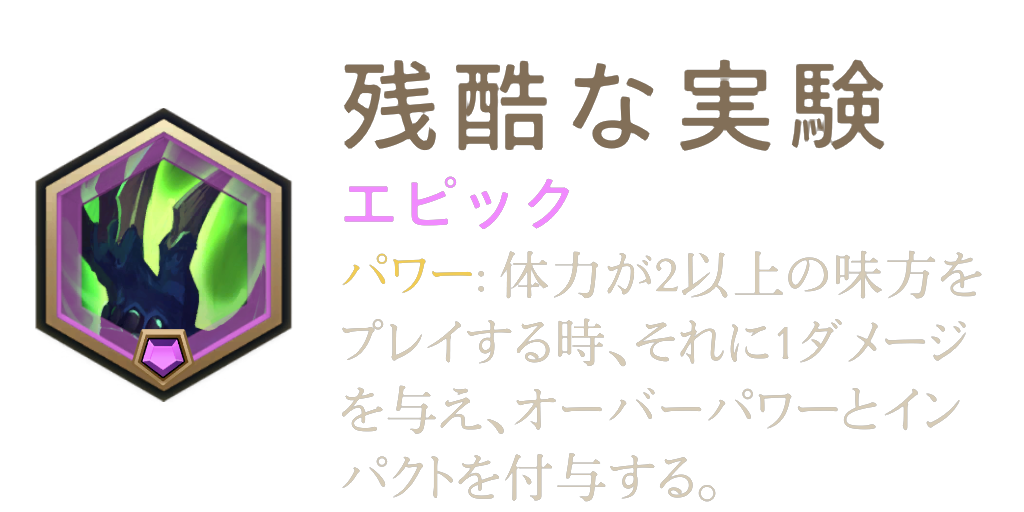 残酷な実験
エピック
パワー: 体力が2以上の味方を
プレイする時、それに1ダメージ
を与え、オーバーパワーとイン
パクトを付与する。